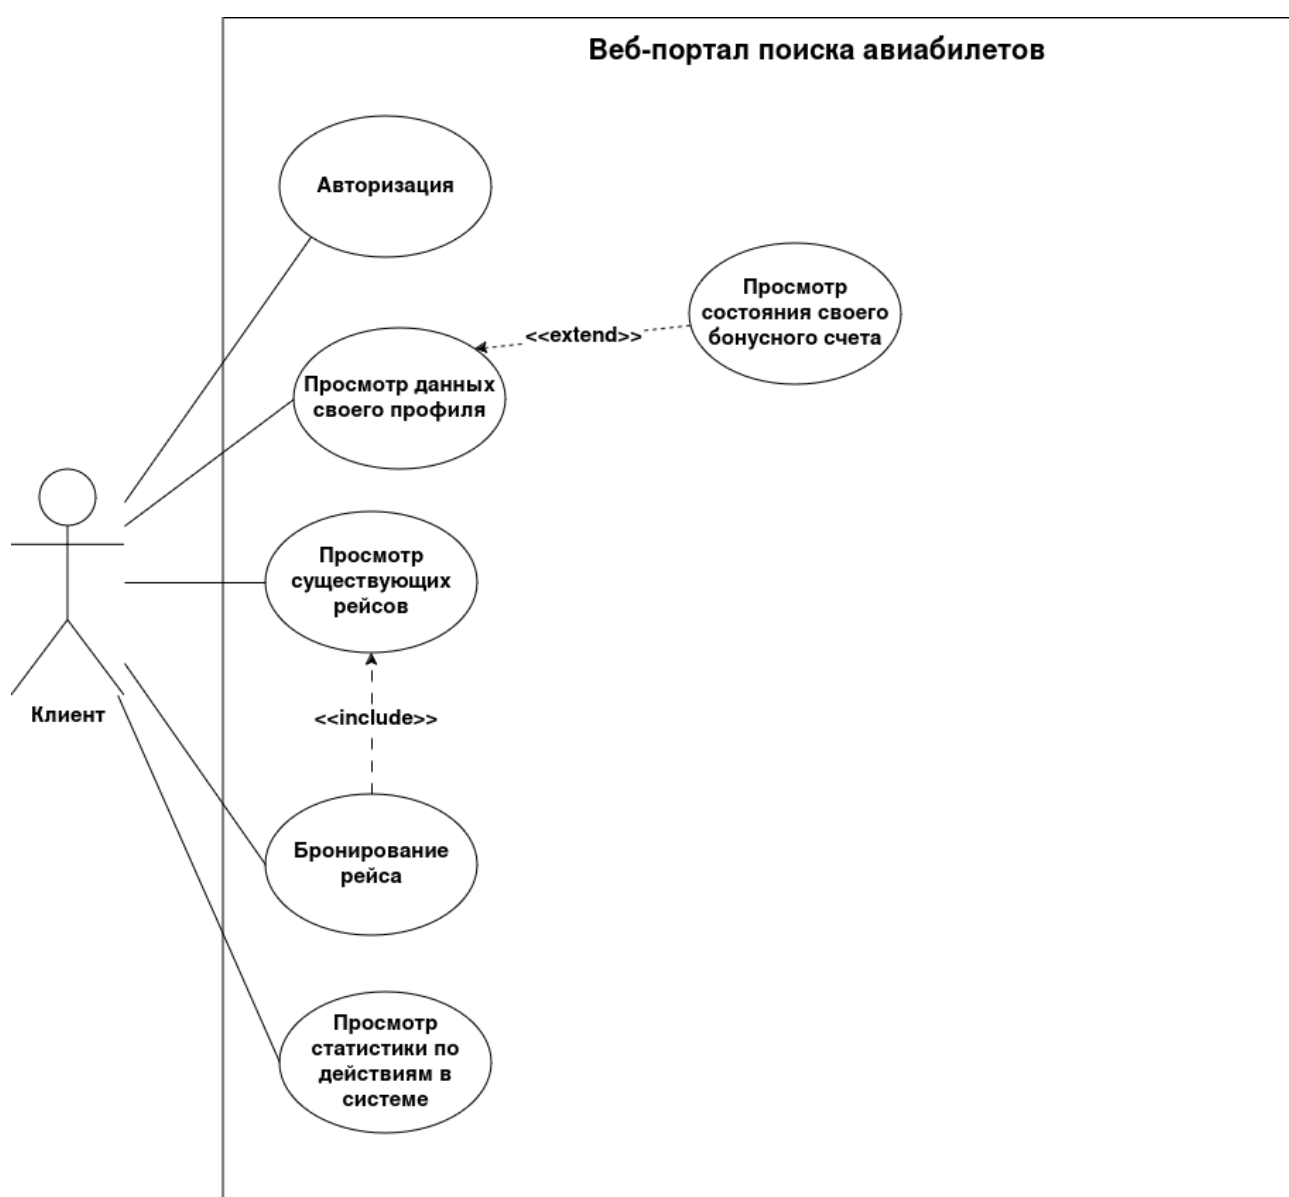 Веб-портал поиска авиабилетов
Авторизация
Просмотр
состояния своего
бонусного счета
<<extend>>
Просмотр данных
своего профиля
Просмотр
существующих
рейсов
Клиент
<<include>>
Бронирование
рейса
Просмотр
статистики по
действиям в
системе